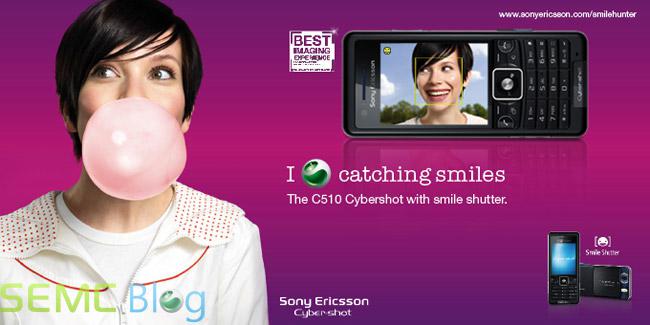 www.sonyericsson.com/smilehunter
BEST
IMAGING
EXPERIENCE
Sony Ericsson
Cyber-shot
I catching smiles
The C510 Cybershot with smile shutter.
Smile Shutter
SEMC Blog
Sony Ericsson
Cyber-shot